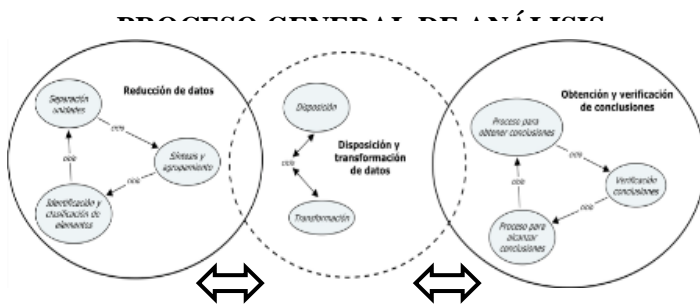 PROCESO GENERAL DE ANÁLISIS
Reducción de datos
Separación
unidades
Síntesis y
agrupamiento
Identificación y
clasificación de
elementos
Disposición
Disposición y
transformación
de datos
Transformación
Obtención y verificación
de conclusiones
Proceso para
obtener conclusiones
Verificación
conclusiones
Proceso para
alcanzar
conclusiones